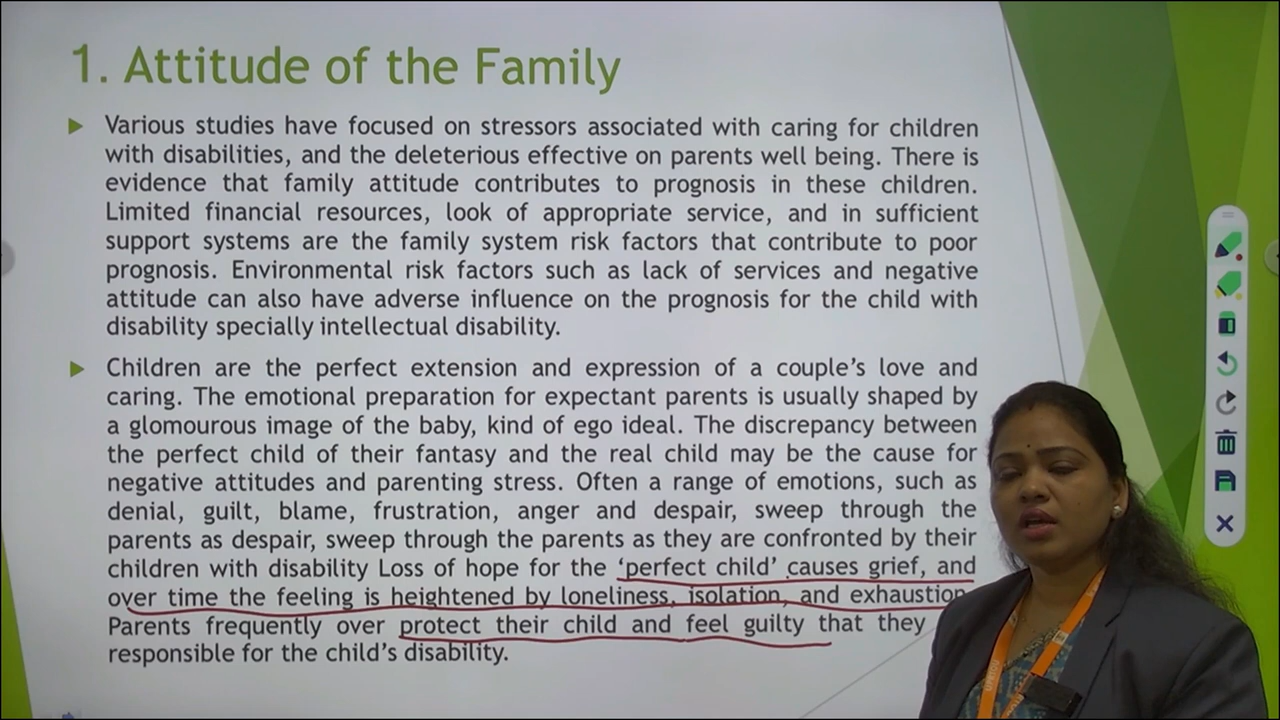 1. Attitude of the Family
Various studies have focused on stressors associated with caring for children
with disabilities, and the deleterious effective on parents well being. There is
evidence that family attitude contributes to prognosis in these children.
Limited financial resources, look of appropriate service, and in sufficient
support systems are the family system risk factors that contribute to poor
prognosis. Environmental risk factors such as lack of services and negative
attitude can also have adverse influence on the prognosis for the child with
disability specially intellectual disability.
Children are the perfect extension and expression of a couple’s love and
caring. The emotional preparation for expectant parents is usually shaped by
a glomourous image of the baby, kind of ego ideal. The discrepancy between
the perfect child of their fantasy and the real child may be the cause for
negative attitudes and parenting stress. Often a range of emotions, such as
denial, guilt, blame, frustration, anger and despair, sweep through the
parents as despair, sweep through the parents as they are confronted by their
children with disability Loss of hope for the ‘perfect child’ causes grief, and
over time the feeling is heightened by loneliness, isolation, and exhaustion.
Parents frequently over protect their child and feel guilty that they
responsible for the child’s disability.